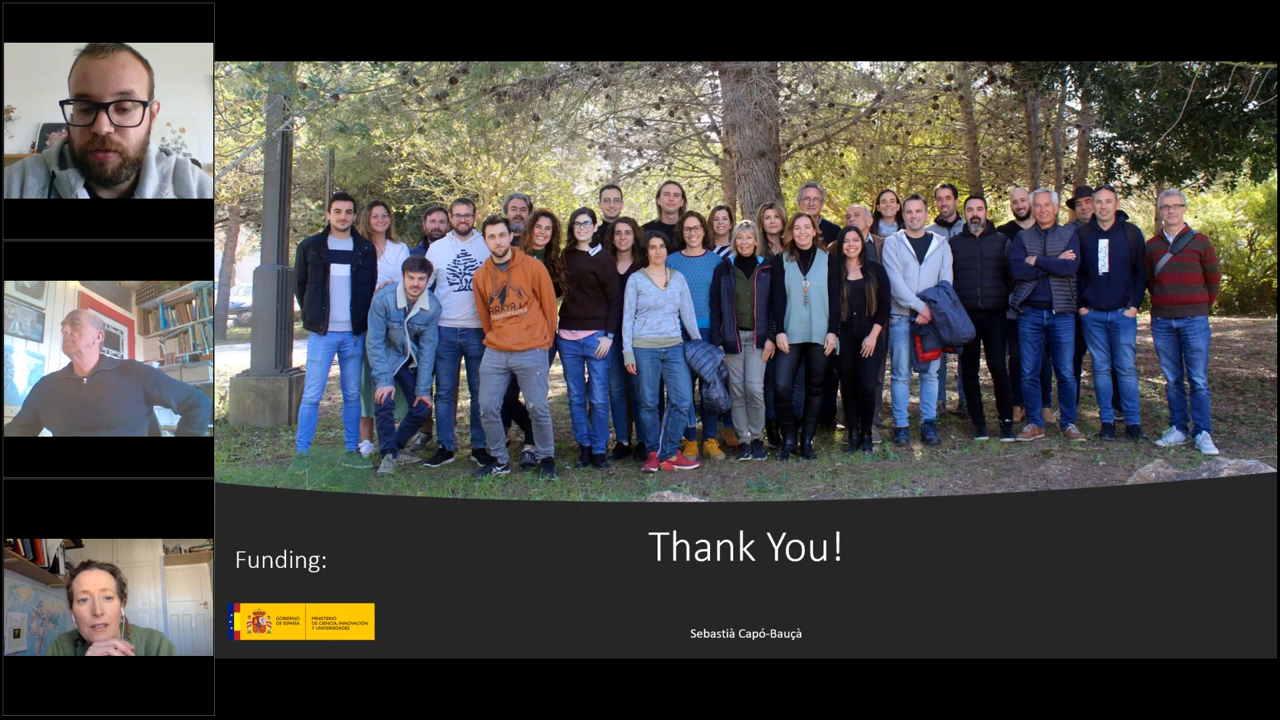 Thank You!
Funding:
GOBIERNO
DE ESPAÑA
MINISTERIO
DE CIENCIA, INNOVACIÓN
Y UNIVERSIDADES
Sebastià Capó-Bauçà